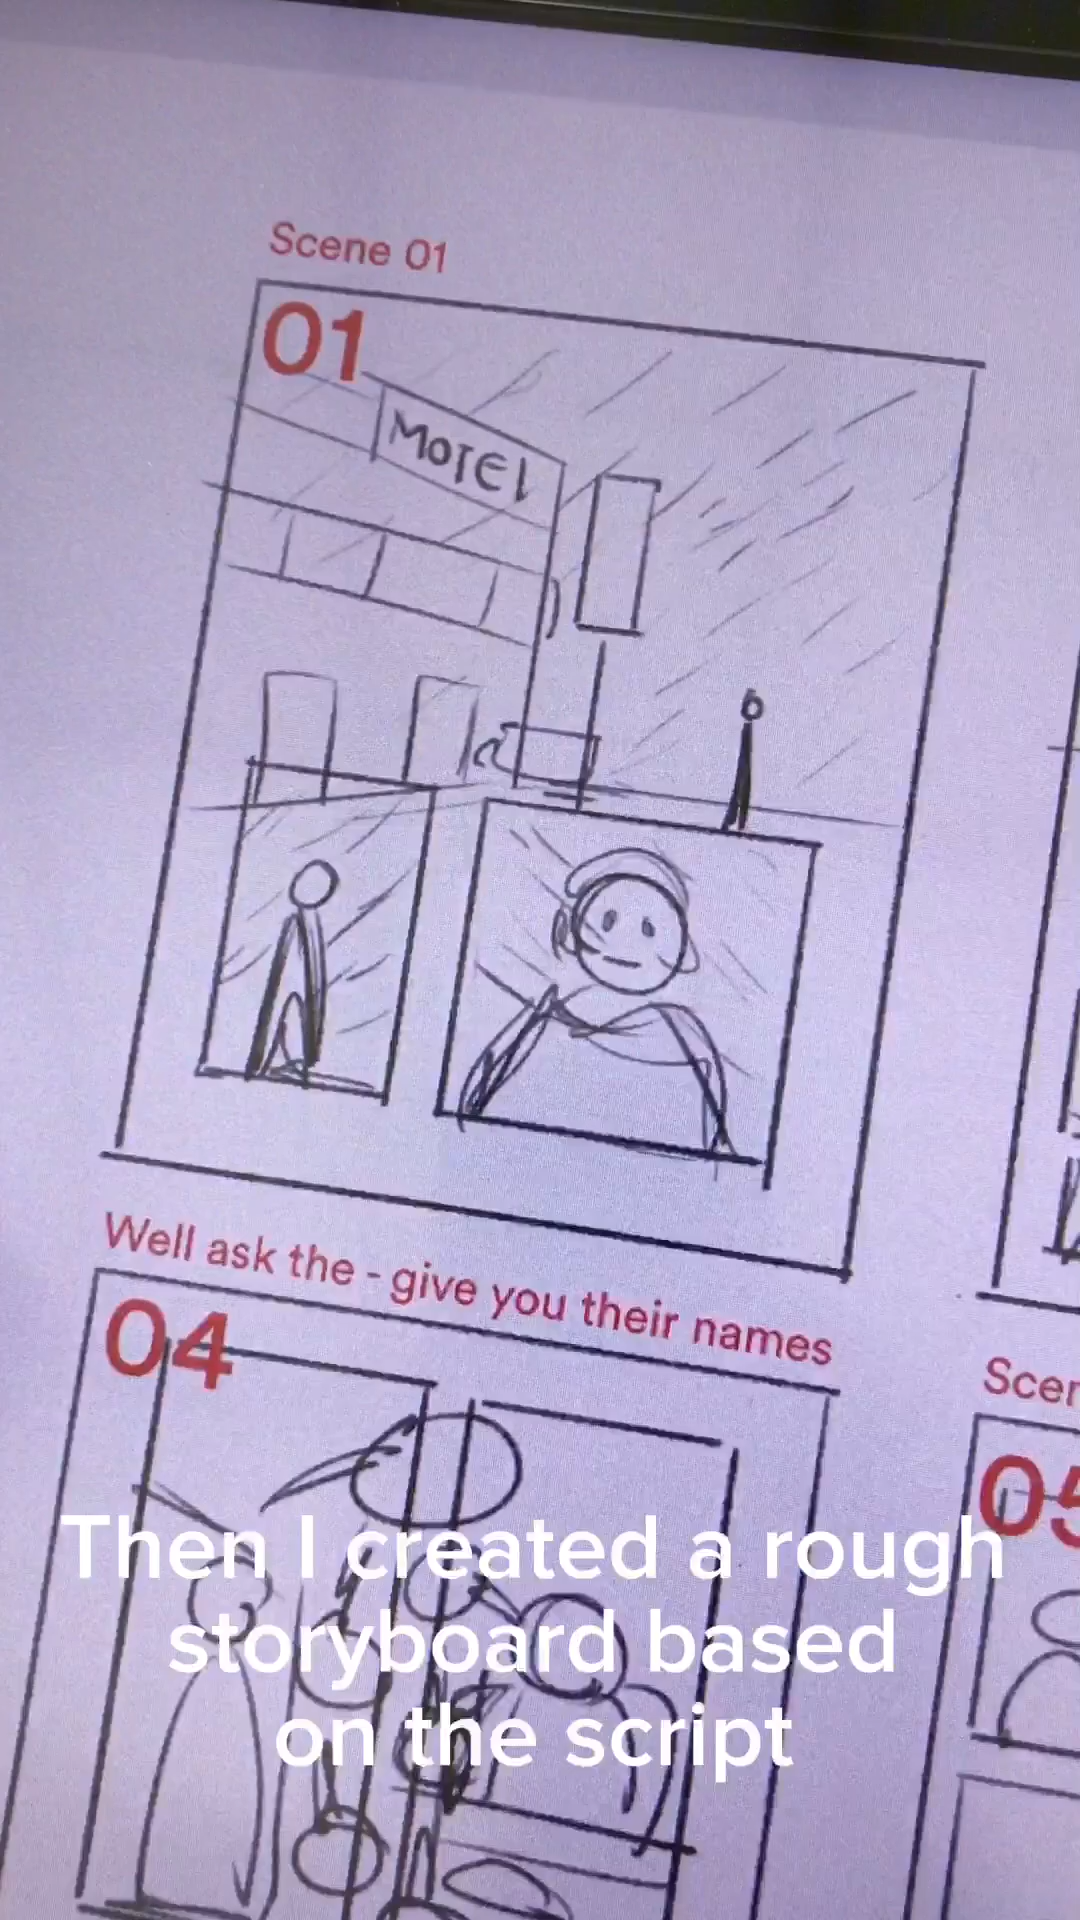 Scene 01
01
MOTEl
Well ask the - give you their names
04
05
Then I created a rough
storyboard based
on the script